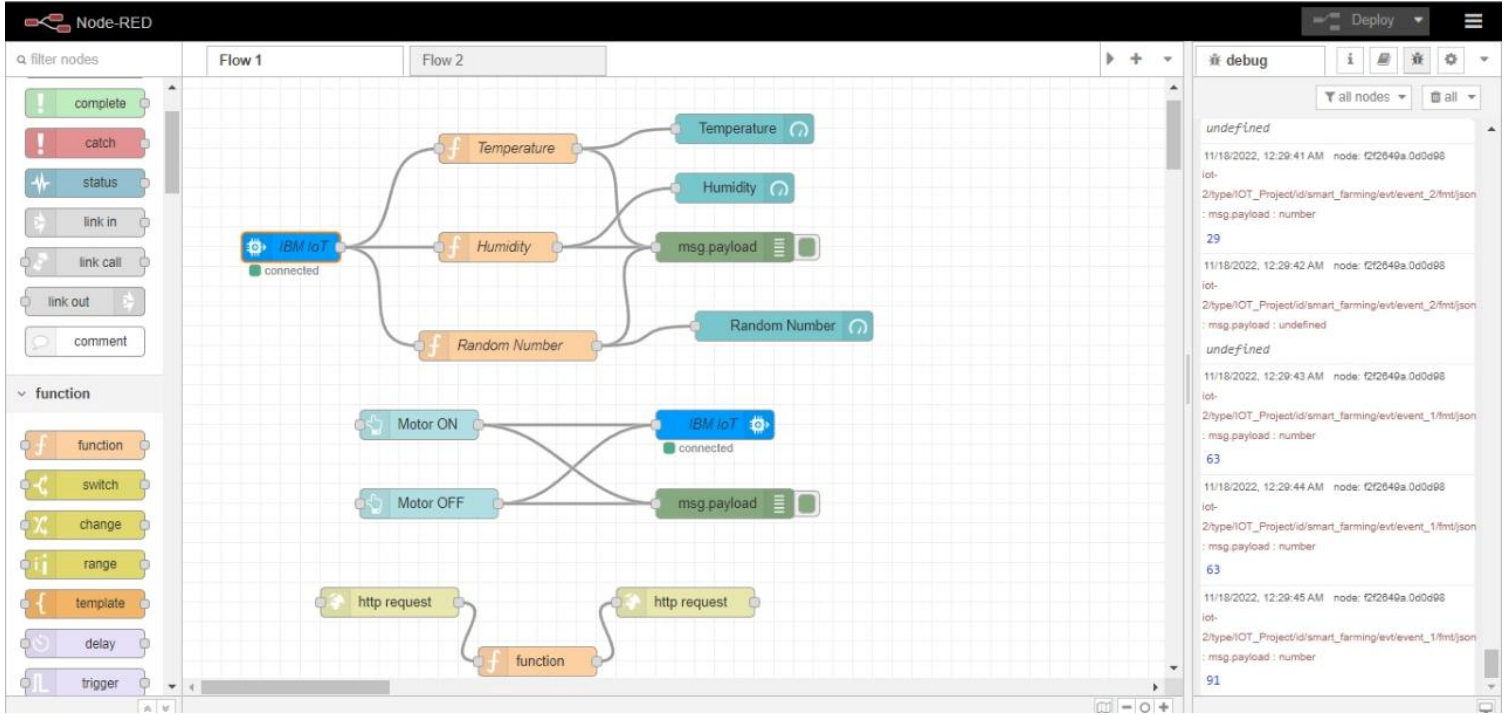 Node-RED
Deploy
filter nodes
Flow 1
Flow 2
debug
i
all nodes
all
complete
catch
status
link in
link call
link out
comment
function
function
switch
change
range
template
delay
trigger
Temperature
Temperature
Humidity
IBM IoT
connected
Humidity
msg.payload
Random Number
Random Number
Motor ON
IBM IoT
connected
Motor OFF
msg.payload
http request
http request
function
undefined
11/18/2022, 12:29:41 AM node: f2f2649a.0d0d98
iot-
2/type/IOT_Project/id/smart_farming/evt/event_2/fmt/json
: msg.payload : number
29
11/18/2022, 12:29:42 AM node: f2f2649a.0d0d98
iot-
2/type/IOT_Project/id/smart_farming/evt/event_2/fmt/json
: msg.payload : undefined
undefined
11/18/2022, 12:29:43 AM node: f2f2649a.0d0d98
iot-
2/type/IOT_Project/id/smart_farming/evt/event_1/fmt/json
: msg.payload : number
63
11/18/2022, 12:29:44 AM node: f2f2649a.0d0d98
iot-
2/type/IOT_Project/id/smart_farming/evt/event_1/fmt/json
: msg.payload : number
63
11/18/2022, 12:29:45 AM node: f2f2649a.0d0d98
iot-
2/type/IOT_Project/id/smart_farming/evt/event_1/fmt/json
: msg.payload : number
91